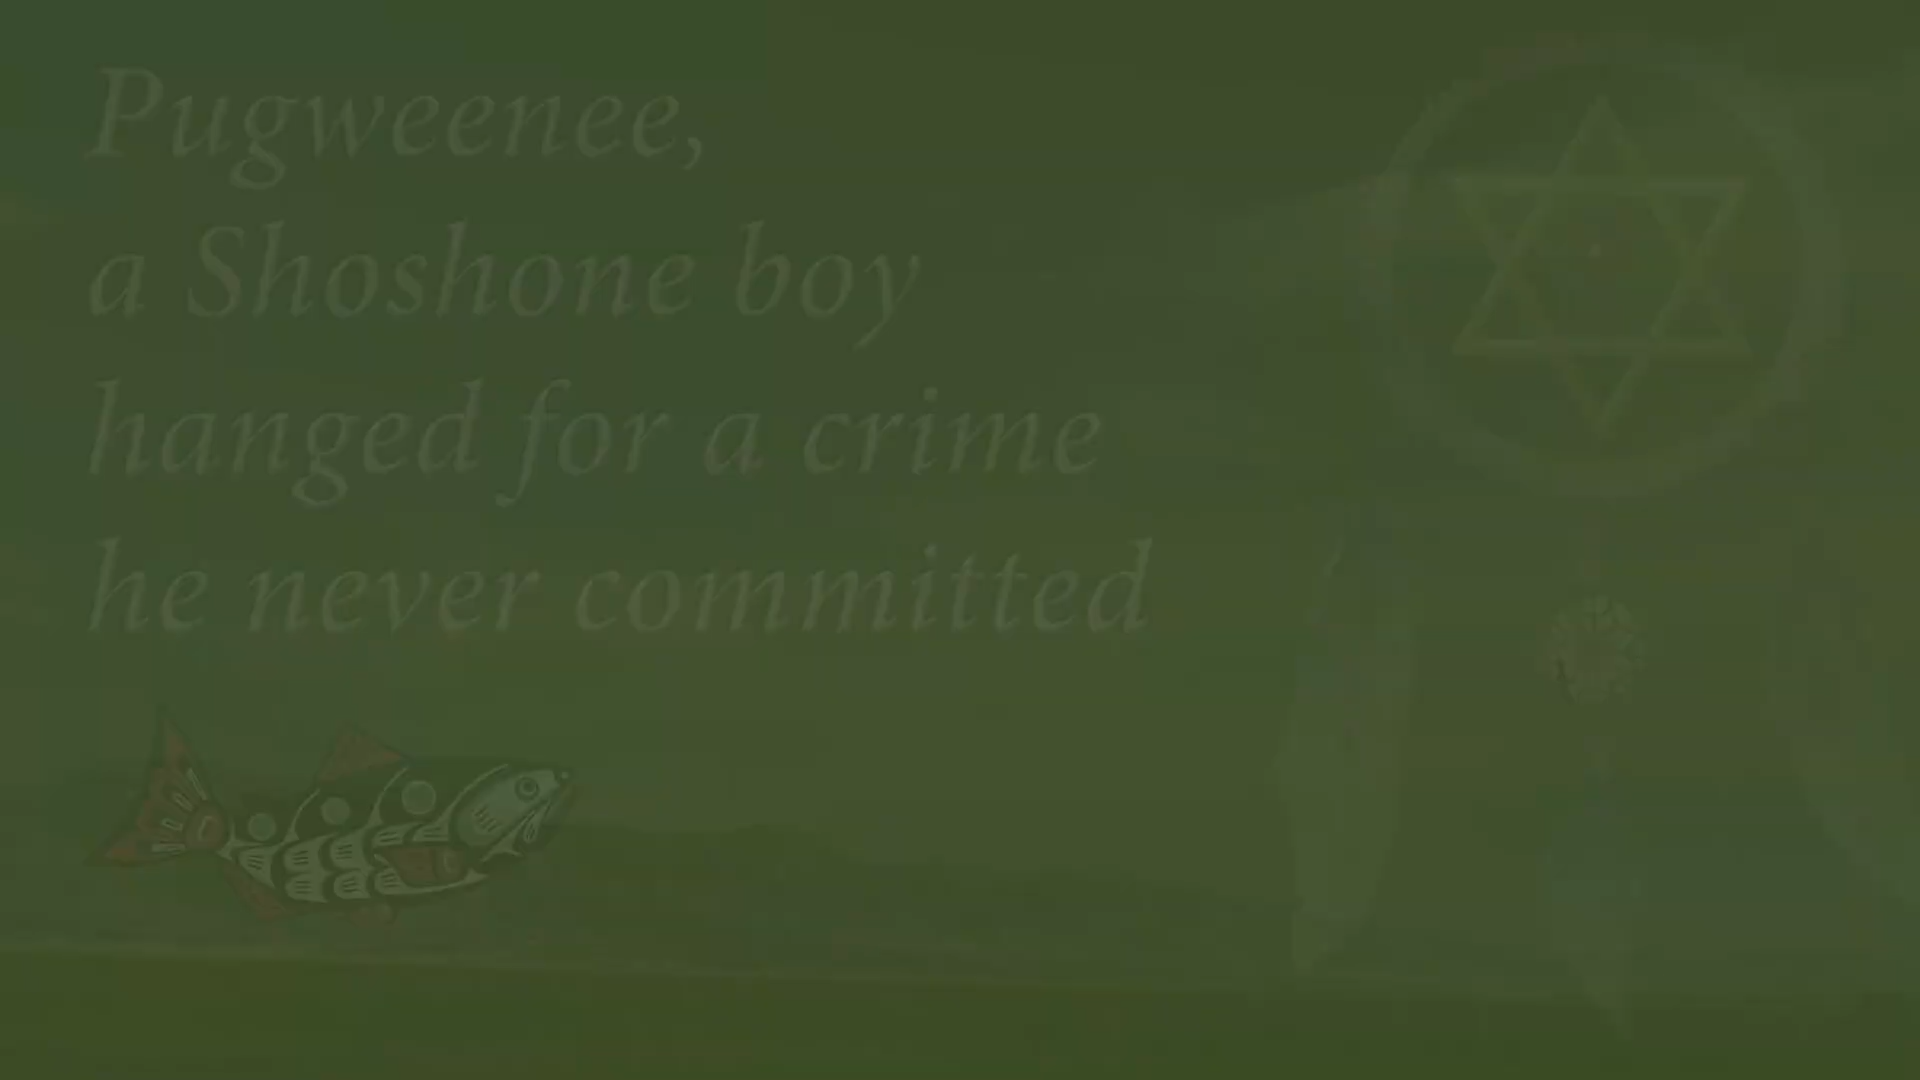 Pugweenee,
a Shoshone boy
hanged for a crime
he never committed